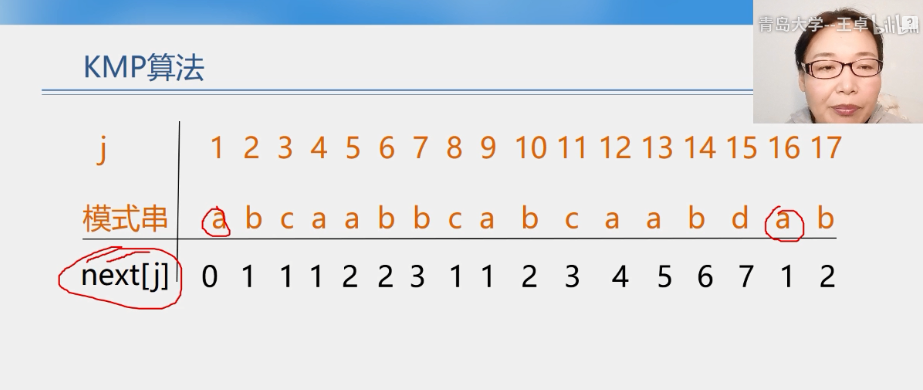 青岛大学-王卓
bilibili
KMP算法
j 1 2 3 4 5 6 7 8 9 10 11 12 13 14 15 16 17
模式串 a b c a a b b c a b c a a b d a b
next[j] 0 1 1 1 2 2 3 1 1 2 3 4 5 6 7 1 2